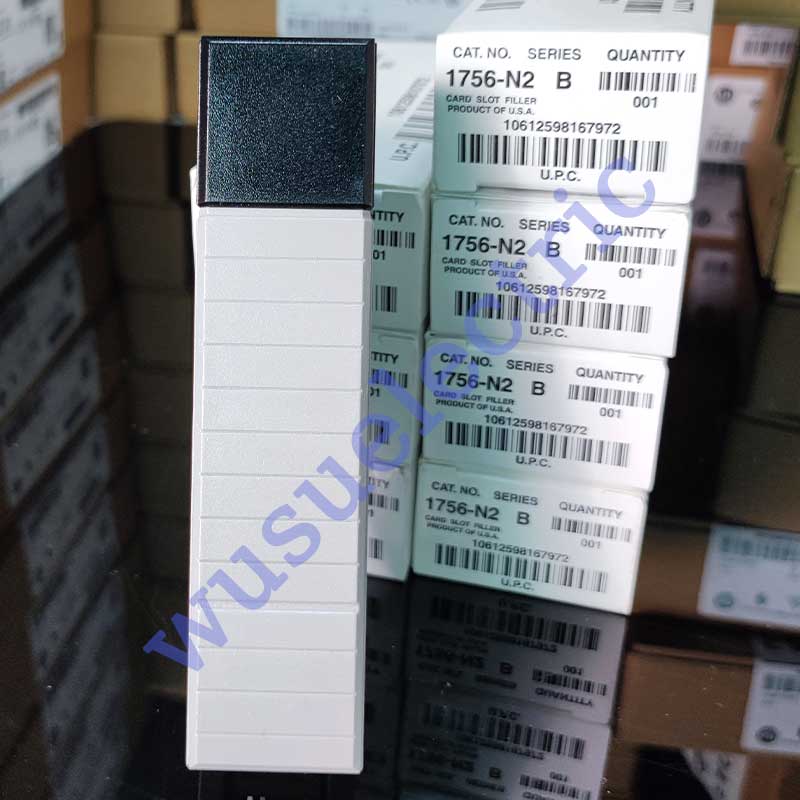 CAT. NO. SERIES QUANTITY
1756-N2 B
CARD SLOT FILLER
PRODUCT OF U.S.A.
001
10612598167972
U.P.C.
CAT. NO. SERIES QUANTITY
1756-N2 B
CARD SLOT FILLER
PRODUCT OF U.S.A.
001
10612598167972
U.P.C.
CAT. NO. SERIES QUANTITY
1756-N2 B
CARD SLOT FILLER
PRODUCT OF U.S.A.
001
10612598167972
U.P.C.
CAT. NO. SERIES QUANTITY
1756-N2 B
CARD SLOT FILLER
PRODUCT OF U.S.A.
001
10612598167972
U.P.C.
U.P.C.
QUANTITY
001
wusuelectric